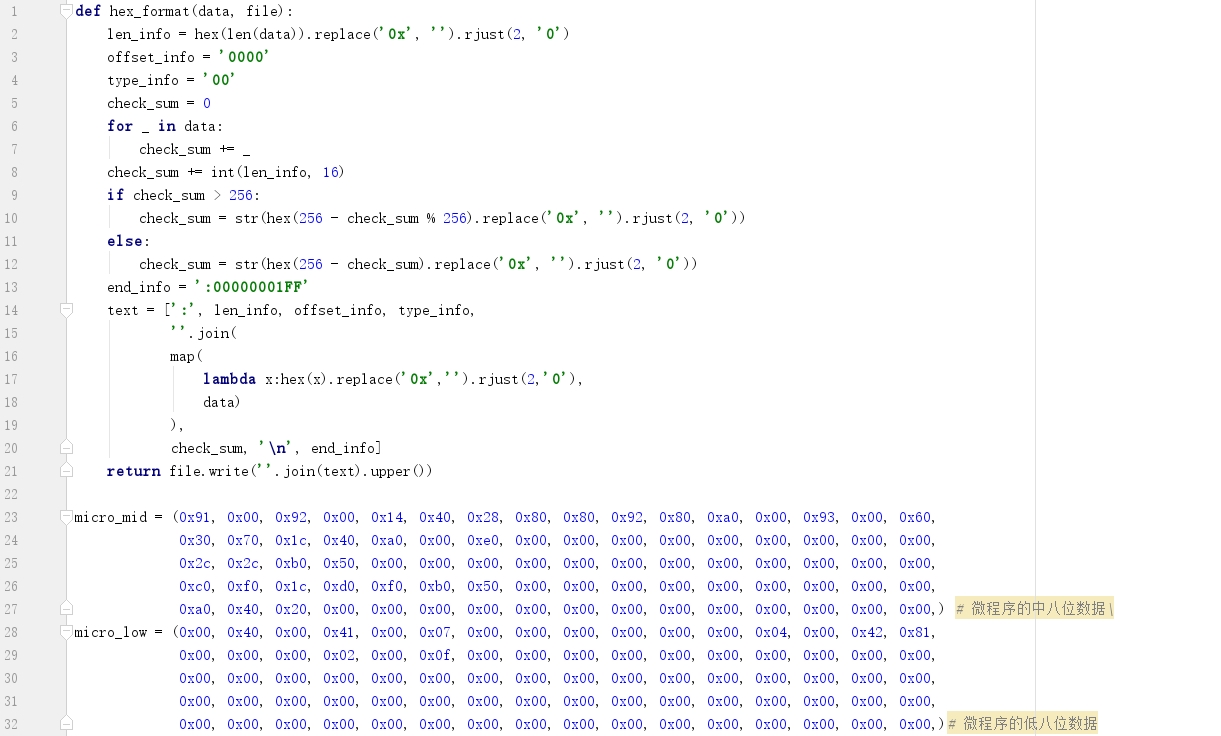 1 def hex_format(data, file):
2     len_info = hex(len(data)).replace('0x', '').rjust(2, '0')
3     offset_info = '0000'
4     type_info = '00'
5     check_sum = 0
6     for _ in data:
7         check_sum += _
8     check_sum += int(len_info, 16)
9     if check_sum > 256:
10         check_sum = str(hex(256 - check_sum % 256).replace('0x', '').rjust(2, '0'))
11     else:
12         check_sum = str(hex(256 - check_sum).replace('0x', '').rjust(2, '0'))
13     end_info = ':00000001FF'
14     text = [':', len_info, offset_info, type_info,
15             ''.join(
16             map(
17                 lambda x:hex(x).replace('0x','').rjust(2,'0'),
18                 data)
19             ),
20             check_sum, '\n', end_info]
21     return file.write(''.join(text).upper())
22
23 micro_mid = (0x91, 0x00, 0x92, 0x00, 0x14, 0x40, 0x28, 0x80, 0x80, 0x92, 0x80, 0xa0, 0x00, 0x93, 0x00, 0x60,
24              0x30, 0x70, 0x1c, 0x40, 0xa0, 0x00, 0xe0, 0x00, 0x00, 0x00, 0x00, 0x00, 0x00, 0x00, 0x00, 0x00,
25              0x2c, 0x2c, 0xb0, 0x50, 0x00, 0x00, 0x00, 0x00, 0x00, 0x00, 0x00, 0x00, 0x00, 0x00, 0x00, 0x00,
26              0xc0, 0xf0, 0x1c, 0xd0, 0xf0, 0xb0, 0x50, 0x00, 0x00, 0x00, 0x00, 0x00, 0x00, 0x00, 0x00, 0x00,
27              0xa0, 0x40, 0x20, 0x00, 0x00, 0x00, 0x00, 0x00, 0x00, 0x00, 0x00, 0x00, 0x00, 0x00, 0x00, 0x00,) # 微程序的中八位数据\
28 micro_low = (0x00, 0x40, 0x00, 0x41, 0x00, 0x07, 0x00, 0x00, 0x00, 0x00, 0x00, 0x00, 0x04, 0x00, 0x42, 0x81,
29              0x00, 0x00, 0x00, 0x02, 0x00, 0x0f, 0x00, 0x00, 0x00, 0x00, 0x00, 0x00, 0x00, 0x00, 0x00, 0x00,
30              0x00, 0x00, 0x00, 0x00, 0x00, 0x00, 0x00, 0x00, 0x00, 0x00, 0x00, 0x00, 0x00, 0x00, 0x00, 0x00,
31              0x00, 0x00, 0x00, 0x00, 0x00, 0x00, 0x00, 0x00, 0x00, 0x00, 0x00, 0x00, 0x00, 0x00, 0x00, 0x00,
32              0x00, 0x00, 0x00, 0x00, 0x00, 0x00, 0x00, 0x00, 0x00, 0x00, 0x00, 0x00, 0x00, 0x00, 0x00, 0x00,) # 微程序的低八位数据